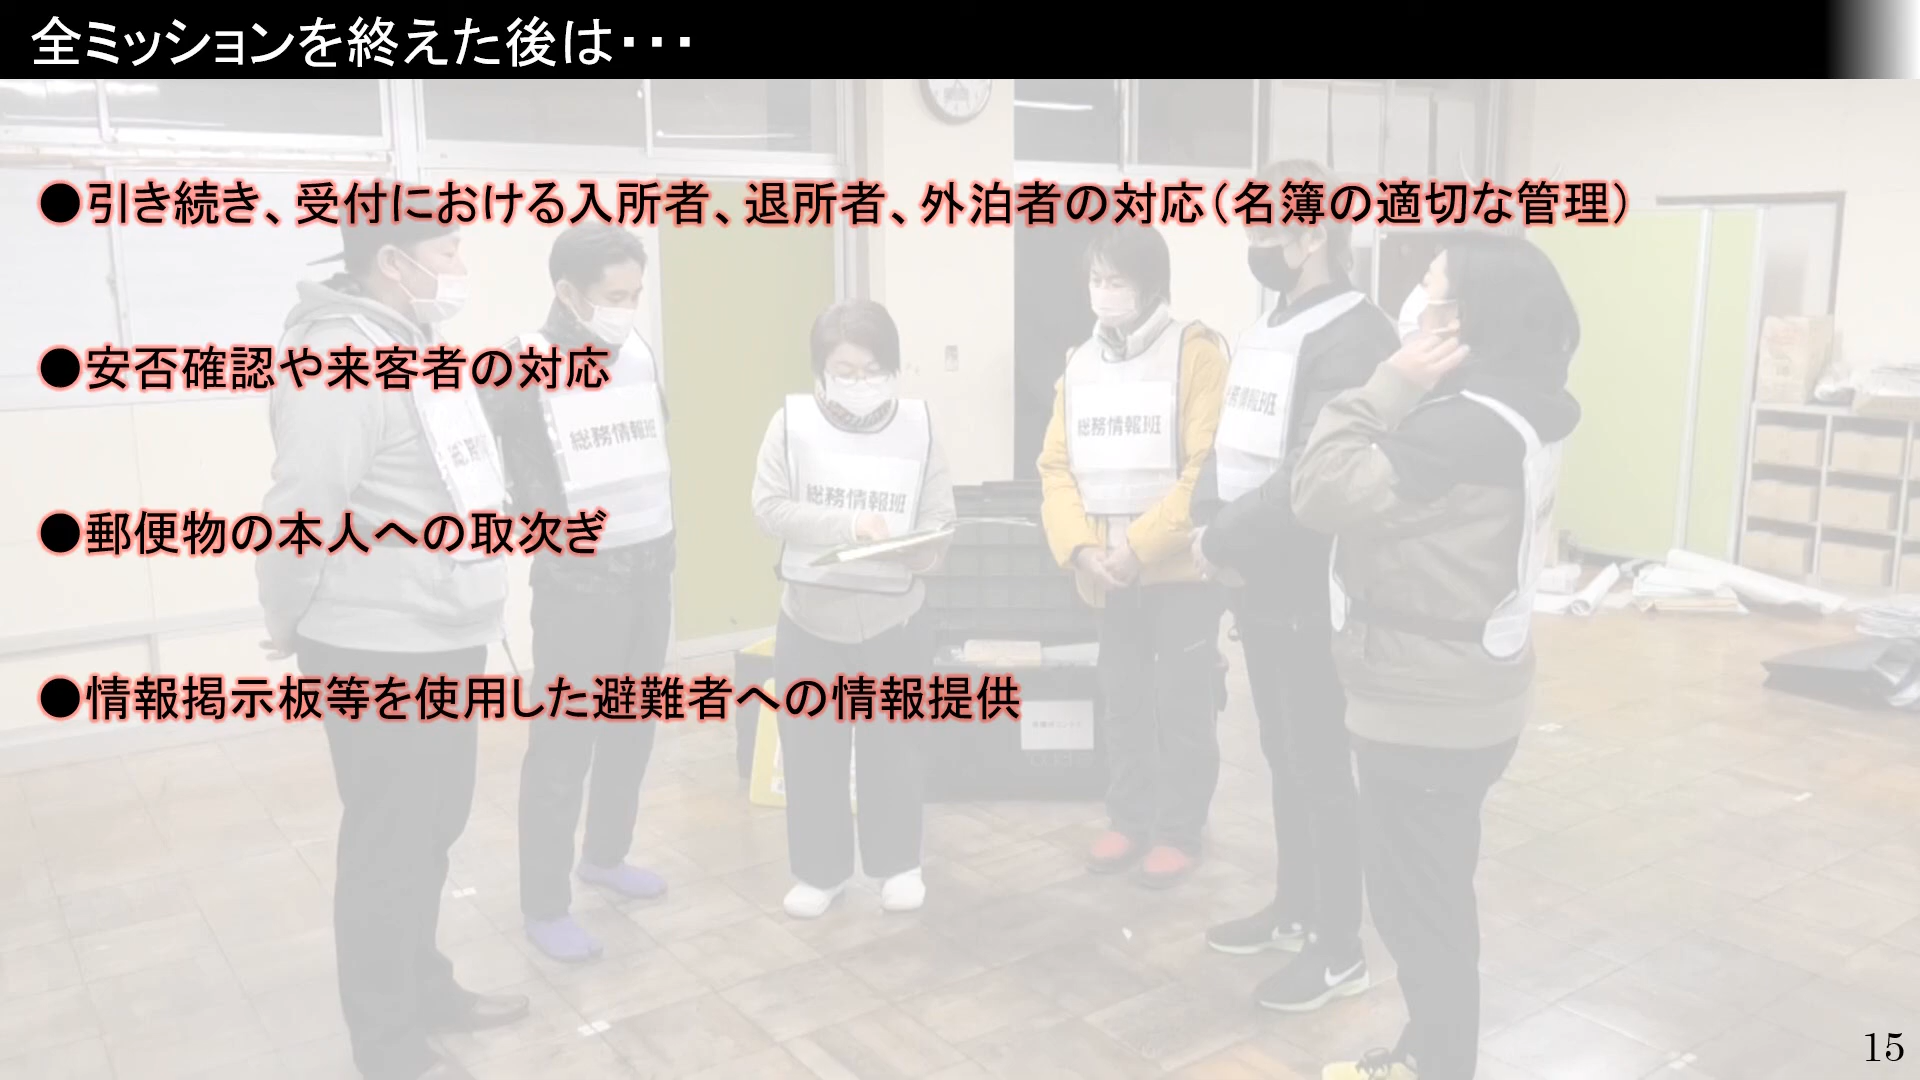 全ミッションを終えた後は・・・
●引き続き、受付における入所者、退所者、外泊者の対応（名簿の適切な管理）
●安否確認や来客者の対応
●郵便物の本人への取次ぎ
●情報掲示板等を使用した避難者への情報提供
総務情報班
総務情報班
総務情報班
総務情報班
15